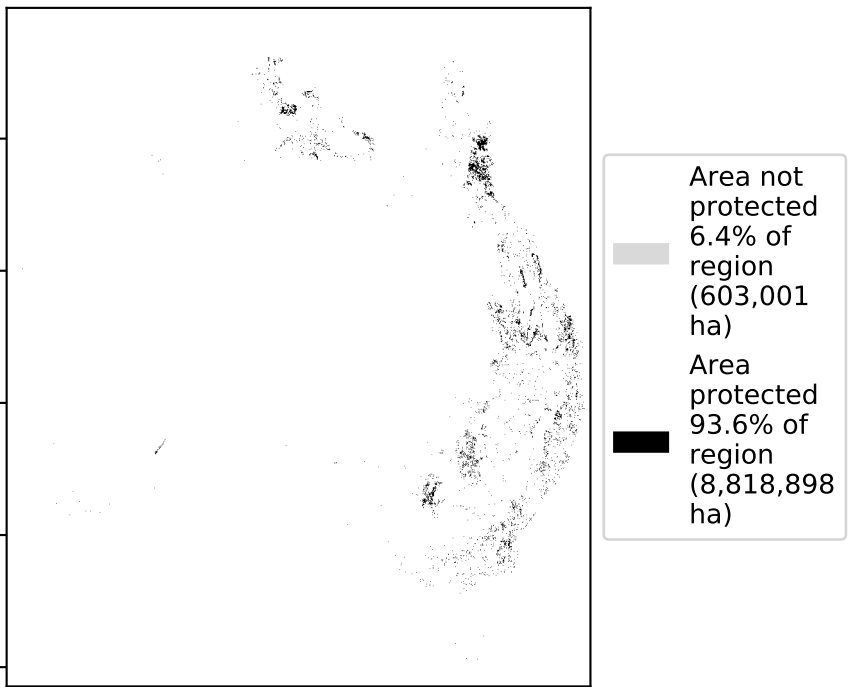 Area not
protected
6.4% of
region
(603,001
ha)
Area
protected
93.6% of
region
(8,818,898
ha)